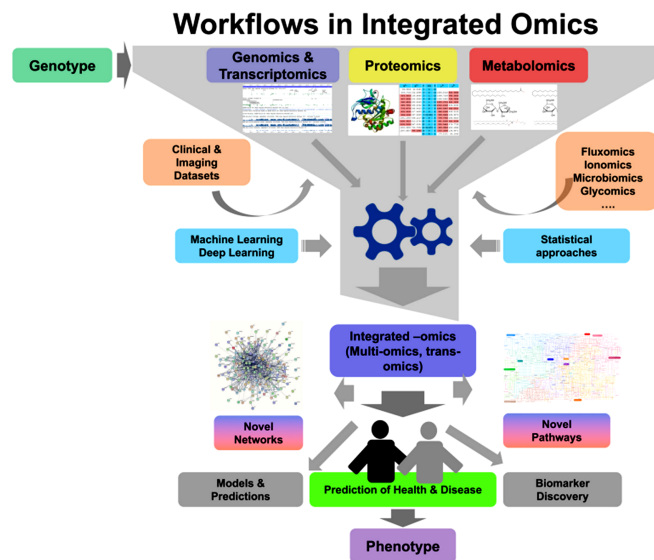 Workflows in Integrated Omics
Genotype
Genomics &
Transcriptomics
Proteomics
Metabolomics
Clinical &
Imaging
Datasets
Fluxomics
Ionomics
Microbiomics
Glycomics
....
Machine Learning
Deep Learning
Statistical
approaches
Integrated –omics
(Multi-omics, trans-
omics)
Novel
Networks
Novel
Pathways
Models &
Predictions
Prediction of Health & Disease
Biomarker
Discovery
Phenotype